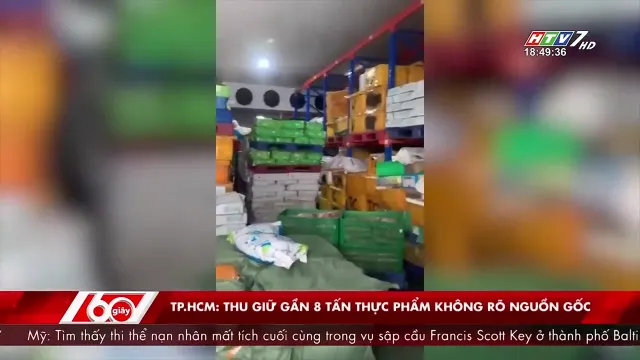 HTV7 HD
18:49:36
60 giây
TP.HCM: THU GIỮ GẦN 8 TẤN THỰC PHẨM KHÔNG RÕ NGUỒN GỐC
Mỹ: Tìm thấy thi thể nạn nhân mất tích cuối cùng trong vụ sập cầu Francis Scott Key ở thành phố Balti